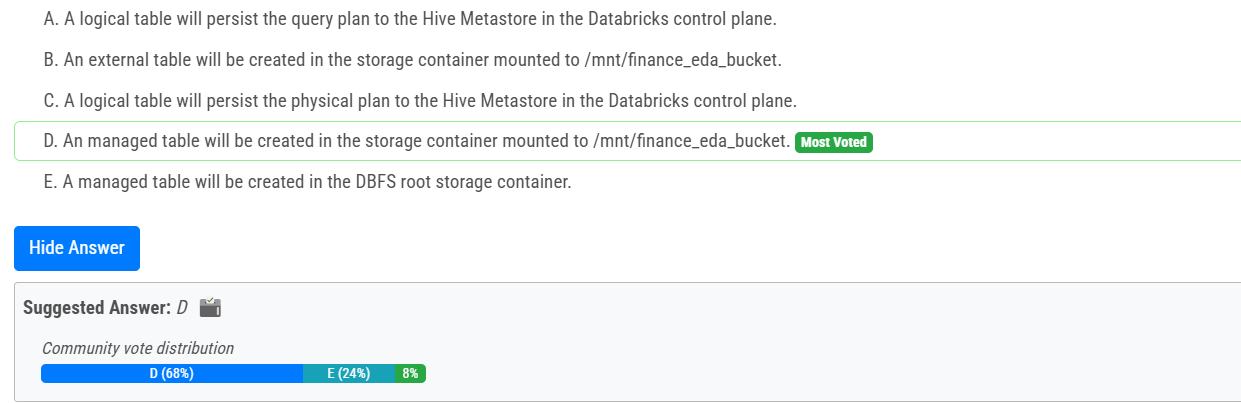 A. A logical table will persist the query plan to the Hive Metastore in the Databricks control plane.
B. An external table will be created in the storage container mounted to /mnt/finance_eda_bucket.
C. A logical table will persist the physical plan to the Hive Metastore in the Databricks control plane.
D. An managed table will be created in the storage container mounted to /mnt/finance_eda_bucket. Most Voted
E. A managed table will be created in the DBFS root storage container.
Hide Answer
Suggested Answer: D
Community vote distribution
D (68%) E (24%) 8%